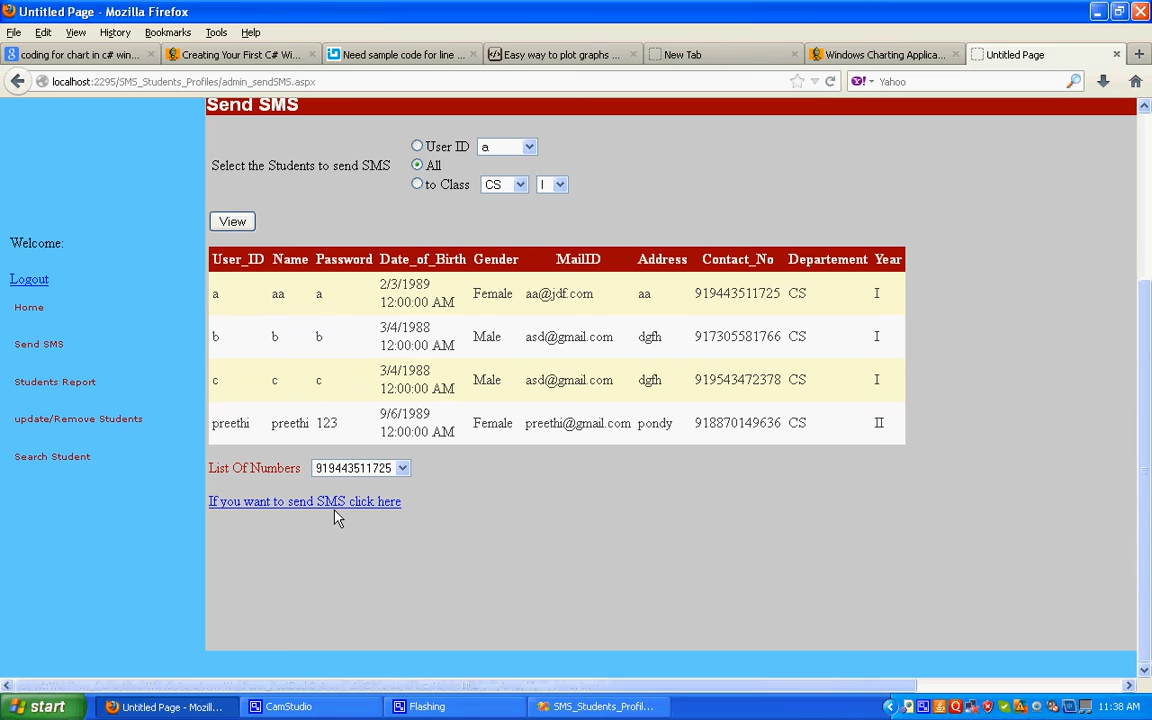 Untitled Page - Mozilla Firefox
File Edit View History Bookmarks Tools Help
coding for chart in c# win...
Creating Your First C# Wi...
Need sample code for line ...
Easy way to plot graphs ...
New Tab
Windows Charting Applica...
Untitled Page
localhost:2295/SMS_Students_Profiles/admin_sendSMS.aspx
Yahoo
Send SMS
User ID a
Select the Students to send SMS
All
to Class CS I
View
Welcome:
Logout
Home
Send SMS
Students Report
update/Remove Students
Search Student
User_ID Name Password Date_of_Birth Gender MailID Address Contact_No Departement Year
a aa a 2/3/1989 12:00:00 AM Female aa@jdf.com aa 919443511725 CS I
b b b 3/4/1988 12:00:00 AM Male asd@gmail.com dgfh 917305581766 CS I
c c c 3/4/1988 12:00:00 AM Male asd@gmail.com dgfh 919543472378 CS I
preethi preethi 123 9/6/1989 12:00:00 AM Female preethi@gmail.com pondy 918870149636 CS II
List Of Numbers 919443511725
If you want to send SMS click here
start
Untitled Page - Mozill...
CamStudio
Flashing
SMS_Students_Profil...
11:38 AM